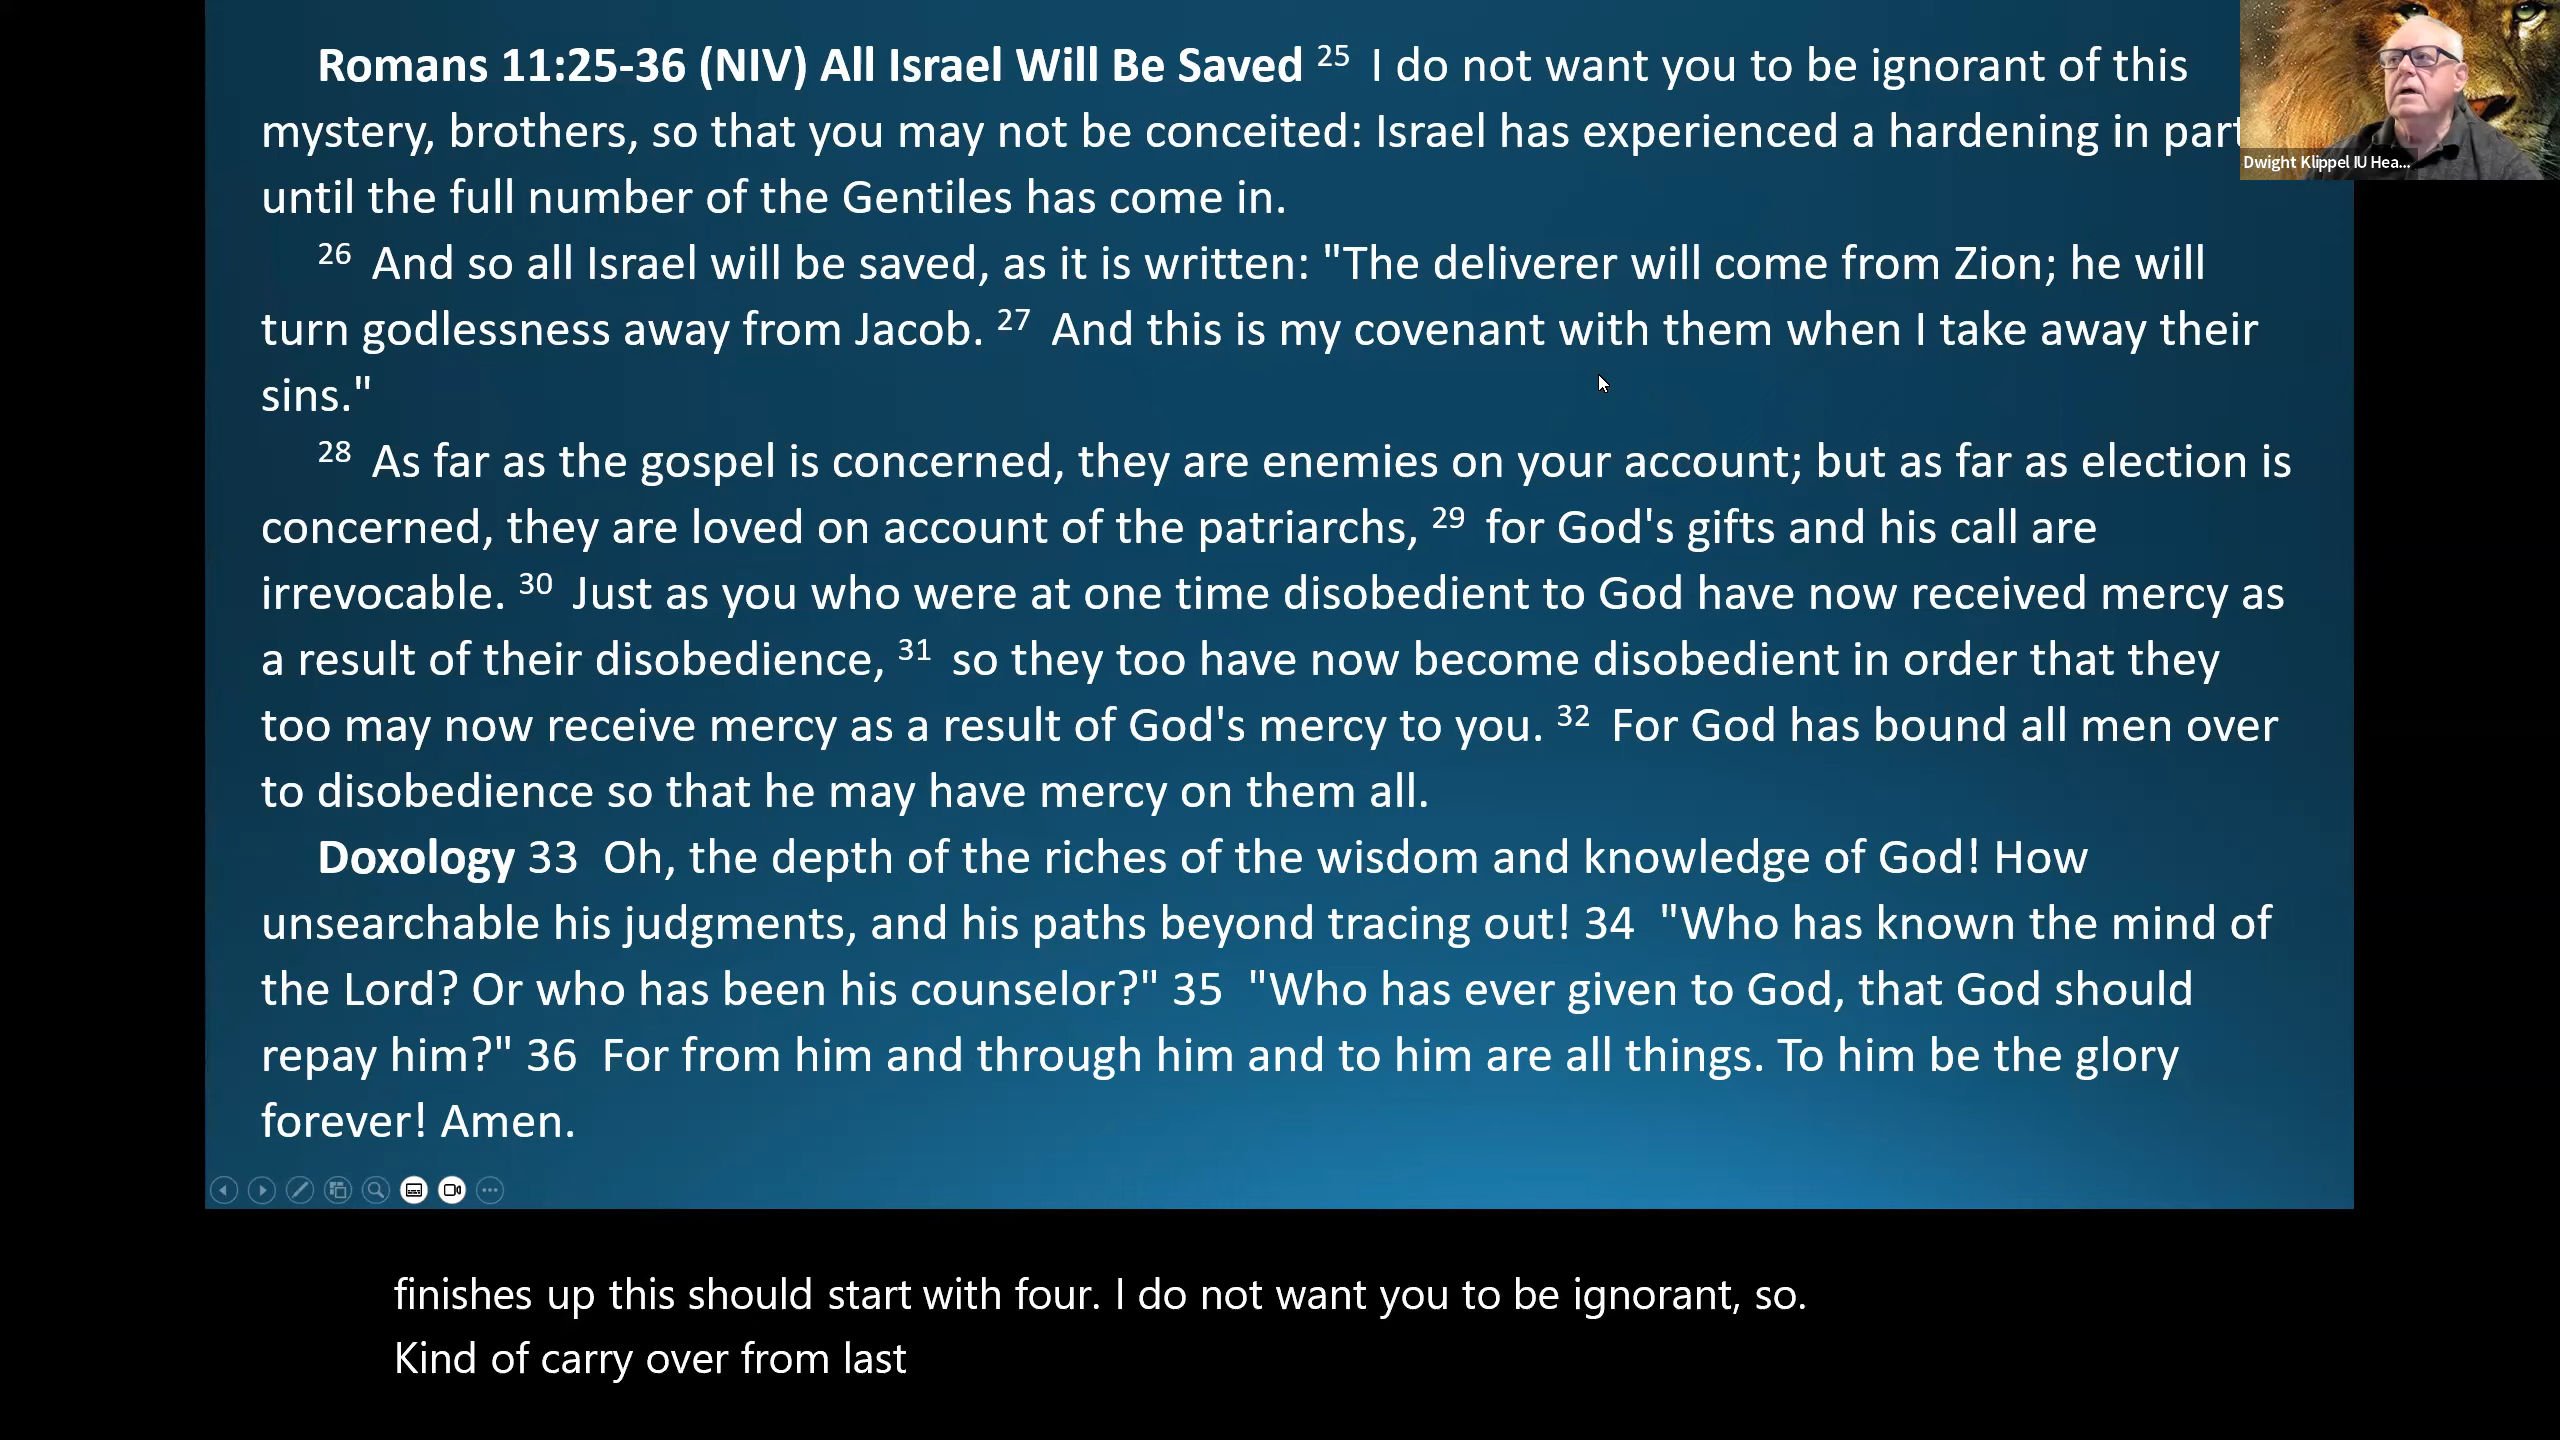 Romans 11:25-36 (NIV) All Israel Will Be Saved 25 I do not want you to be ignorant of this
mystery, brothers, so that you may not be conceited: Israel has experienced a hardening in part
until the full number of the Gentiles has come in.
26 And so all Israel will be saved, as it is written: "The deliverer will come from Zion; he will
turn godlessness away from Jacob. 27 And this is my covenant with them when I take away their
sins."
28 As far as the gospel is concerned, they are enemies on your account; but as far as election is
concerned, they are loved on account of the patriarchs, 29 for God's gifts and his call are
irrevocable. 30 Just as you who were at one time disobedient to God have now received mercy as
a result of their disobedience, 31 so they too have now become disobedient in order that they
too may now receive mercy as a result of God's mercy to you. 32 For God has bound all men over
to disobedience so that he may have mercy on them all.
Doxology 33 Oh, the depth of the riches of the wisdom and knowledge of God! How
unsearchable his judgments, and his paths beyond tracing out! 34 "Who has known the mind of
the Lord? Or who has been his counselor?" 35 "Who has ever given to God, that God should
repay him?" 36 For from him and through him and to him are all things. To him be the glory
forever! Amen.
Dwight Klippel IU Hea...
finishes up this should start with four. I do not want you to be ignorant, so.
Kind of carry over from last